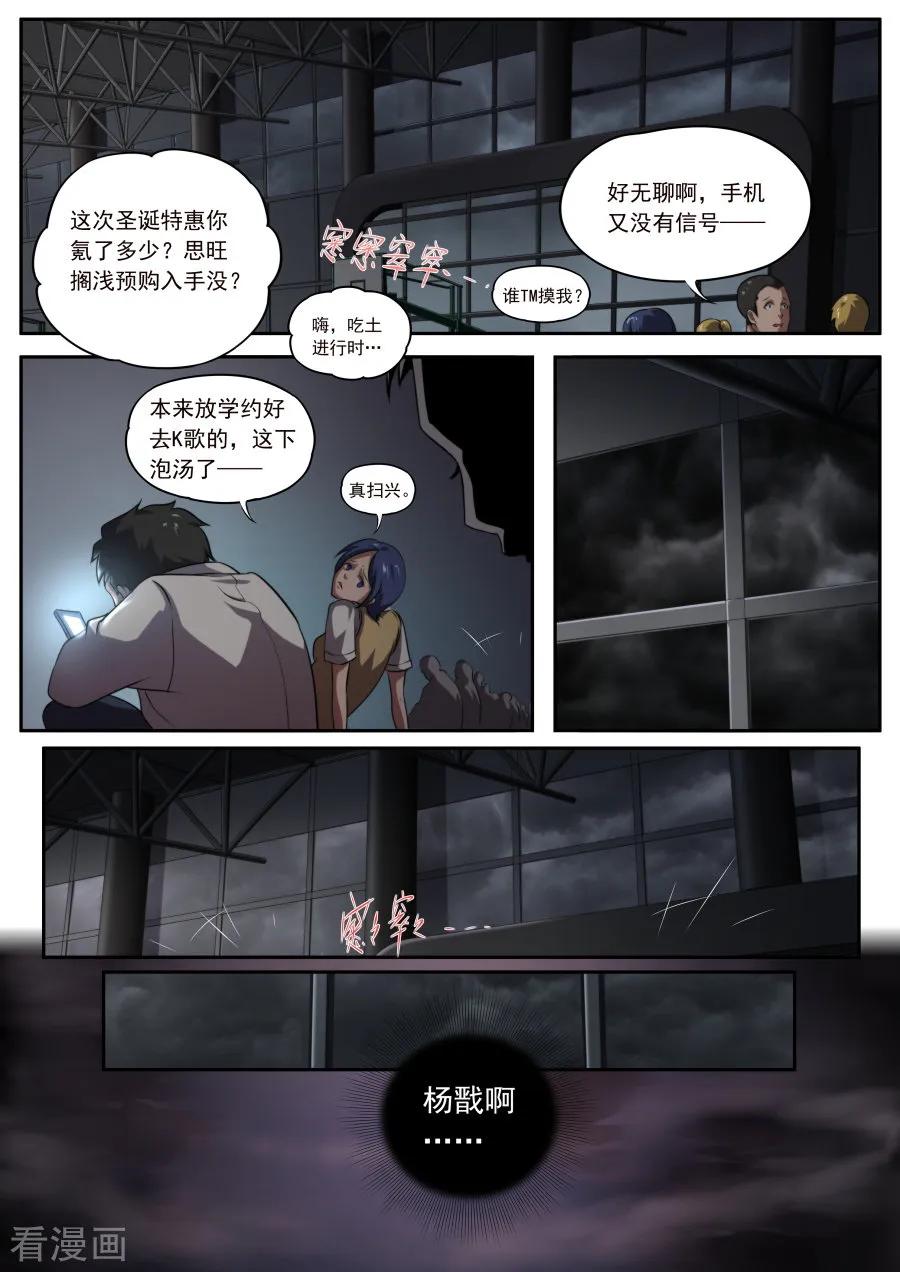 这次圣诞特惠你
氪了多少？思旺
搁浅预购入手没？
窸窸窣窣…
嗨，吃土
进行时…
谁TM摸我？
好无聊啊，手机
又没有信号——
本来放学约好
去K歌的，这下
泡汤了——
真扫兴。
窸窣…
杨戬啊
……
看漫画